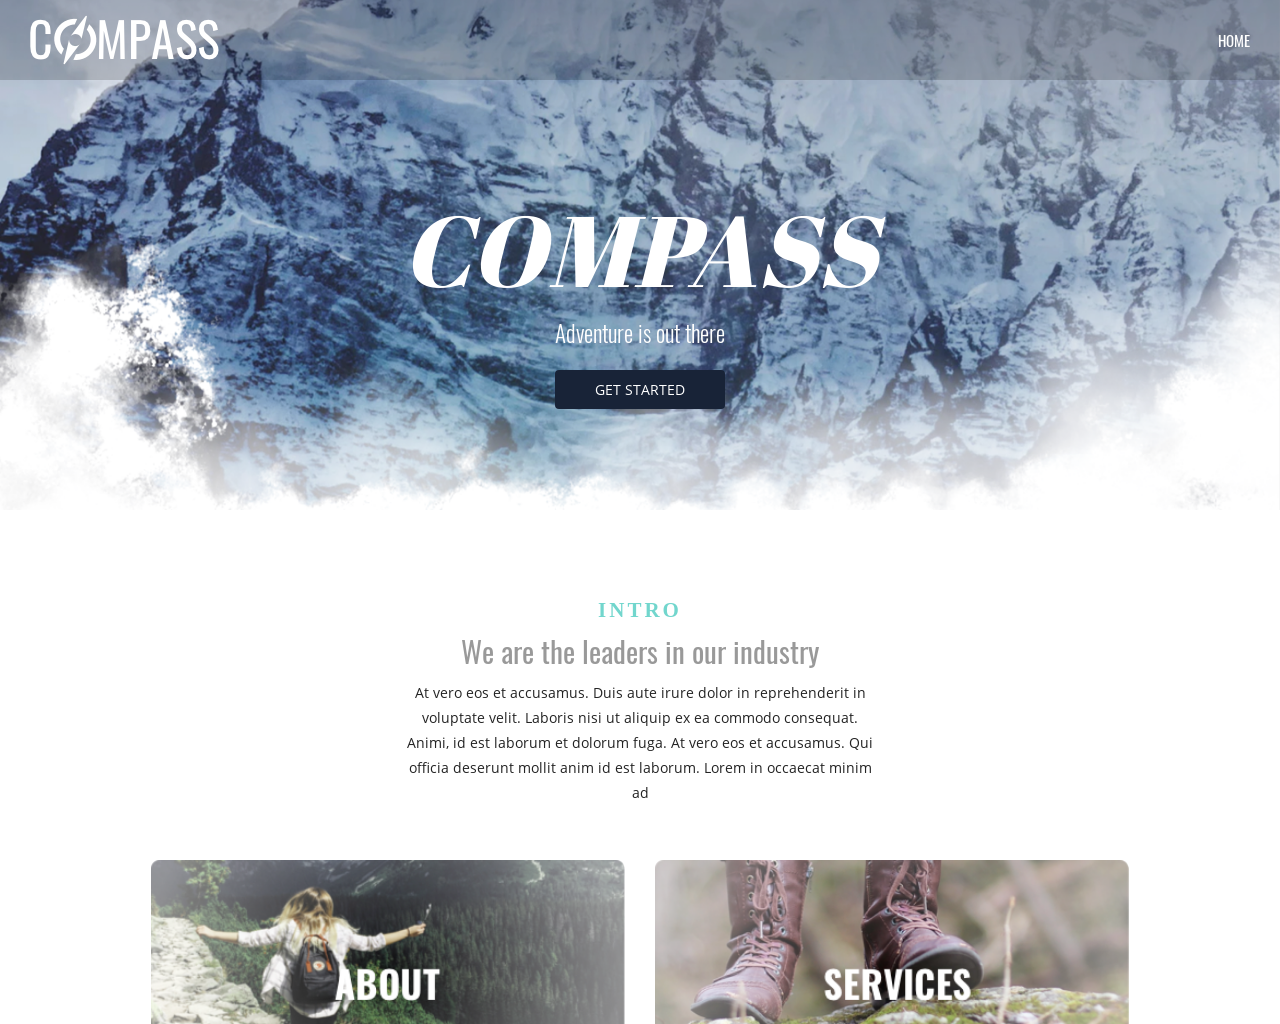 COMPASS
HOME
COMPASS
Adventure is out there
GET STARTED
INTRO
We are the leaders in our industry
At vero eos et accusamus. Duis aute irure dolor in reprehenderit in
voluptate velit. Laboris nisi ut aliquip ex ea commodo consequat.
Animi, id est laborum et dolorum fuga. At vero eos et accusamus. Qui
officia deserunt mollit anim id est laborum. Lorem in occaecat minim
ad
ABOUT
SERVICES